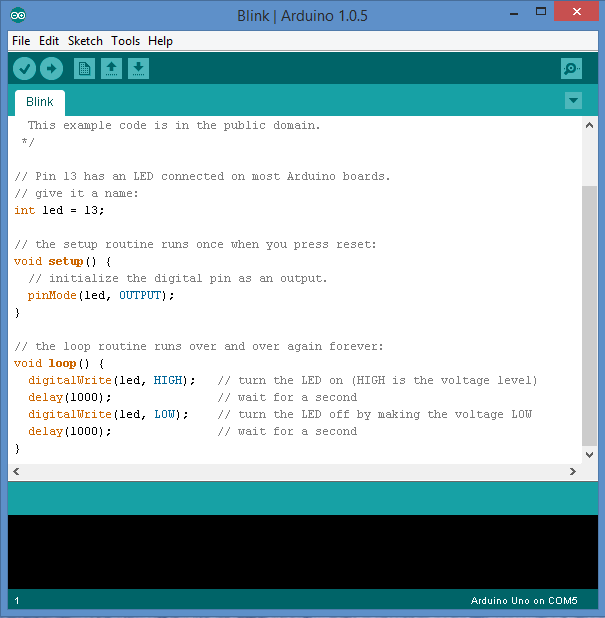 Blink | Arduino 1.0.5
File Edit Sketch Tools Help
Blink
  This example code is in the public domain.
 */

// Pin 13 has an LED connected on most Arduino boards.
// give it a name:
int led = 13;

// the setup routine runs once when you press reset:
void setup() {
  // initialize the digital pin as an output.
  pinMode(led, OUTPUT);
}

// the loop routine runs over and over again forever:
void loop() {
  digitalWrite(led, HIGH);   // turn the LED on (HIGH is the voltage level)
  delay(1000);               // wait for a second
  digitalWrite(led, LOW);    // turn the LED off by making the voltage LOW
  delay(1000);               // wait for a second
}
1 Arduino Uno on COM5